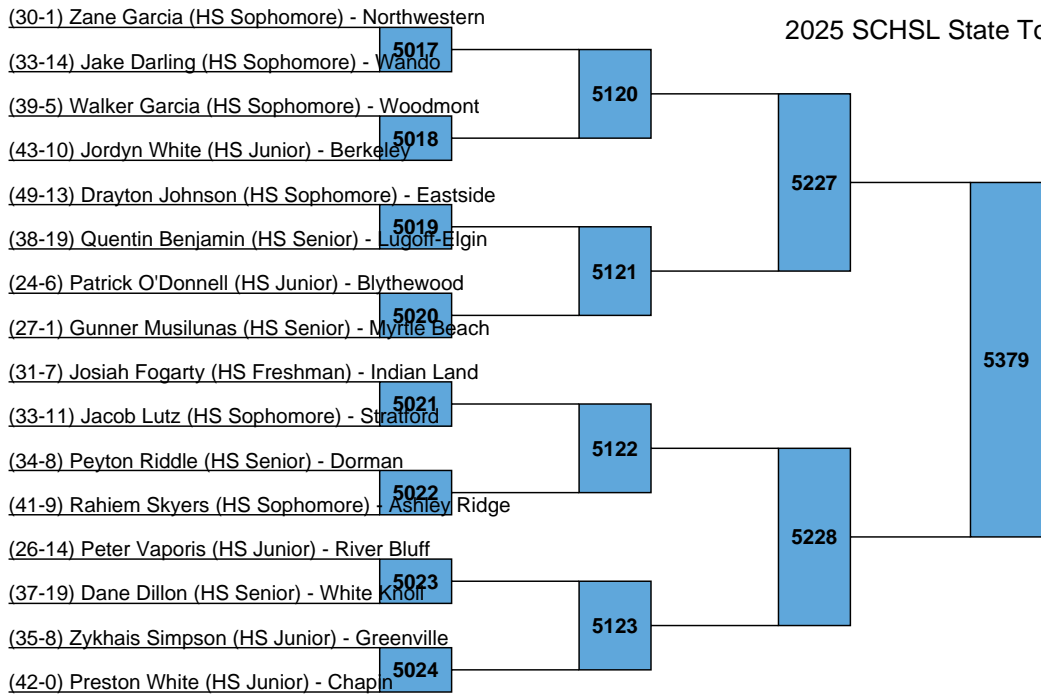 (30-1) Zane Garcia (HS Sophomore) - Northwestern
2025 SCHSL State To
5017
(33-14) Jake Darling (HS Sophomore) - Wando
5120
(39-5) Walker Garcia (HS Sophomore) - Woodmont
5018
(43-10) Jordyn White (HS Junior) - Berkeley
5227
(49-13) Drayton Johnson (HS Sophomore) - Eastside
5019
(38-19) Quentin Benjamin (HS Senior) - Lugoff-Elgin
5121
(24-6) Patrick O'Donnell (HS Junior) - Blythewood
5020
(27-1) Gunner Musilunas (HS Senior) - Myrtle Beach
5379
(31-7) Josiah Fogarty (HS Freshman) - Indian Land
5021
(33-11) Jacob Lutz (HS Sophomore) - Stratford
5122
(34-8) Peyton Riddle (HS Senior) - Dorman
5022
(41-9) Rahiem Skyers (HS Sophomore) - Ashley Ridge
5228
(26-14) Peter Vaporis (HS Junior) - River Bluff
5023
(37-19) Dane Dillon (HS Senior) - White Knoll
5123
(35-8) Zykhais Simpson (HS Junior) - Greenville
5024
(42-0) Preston White (HS Junior) - Chapin